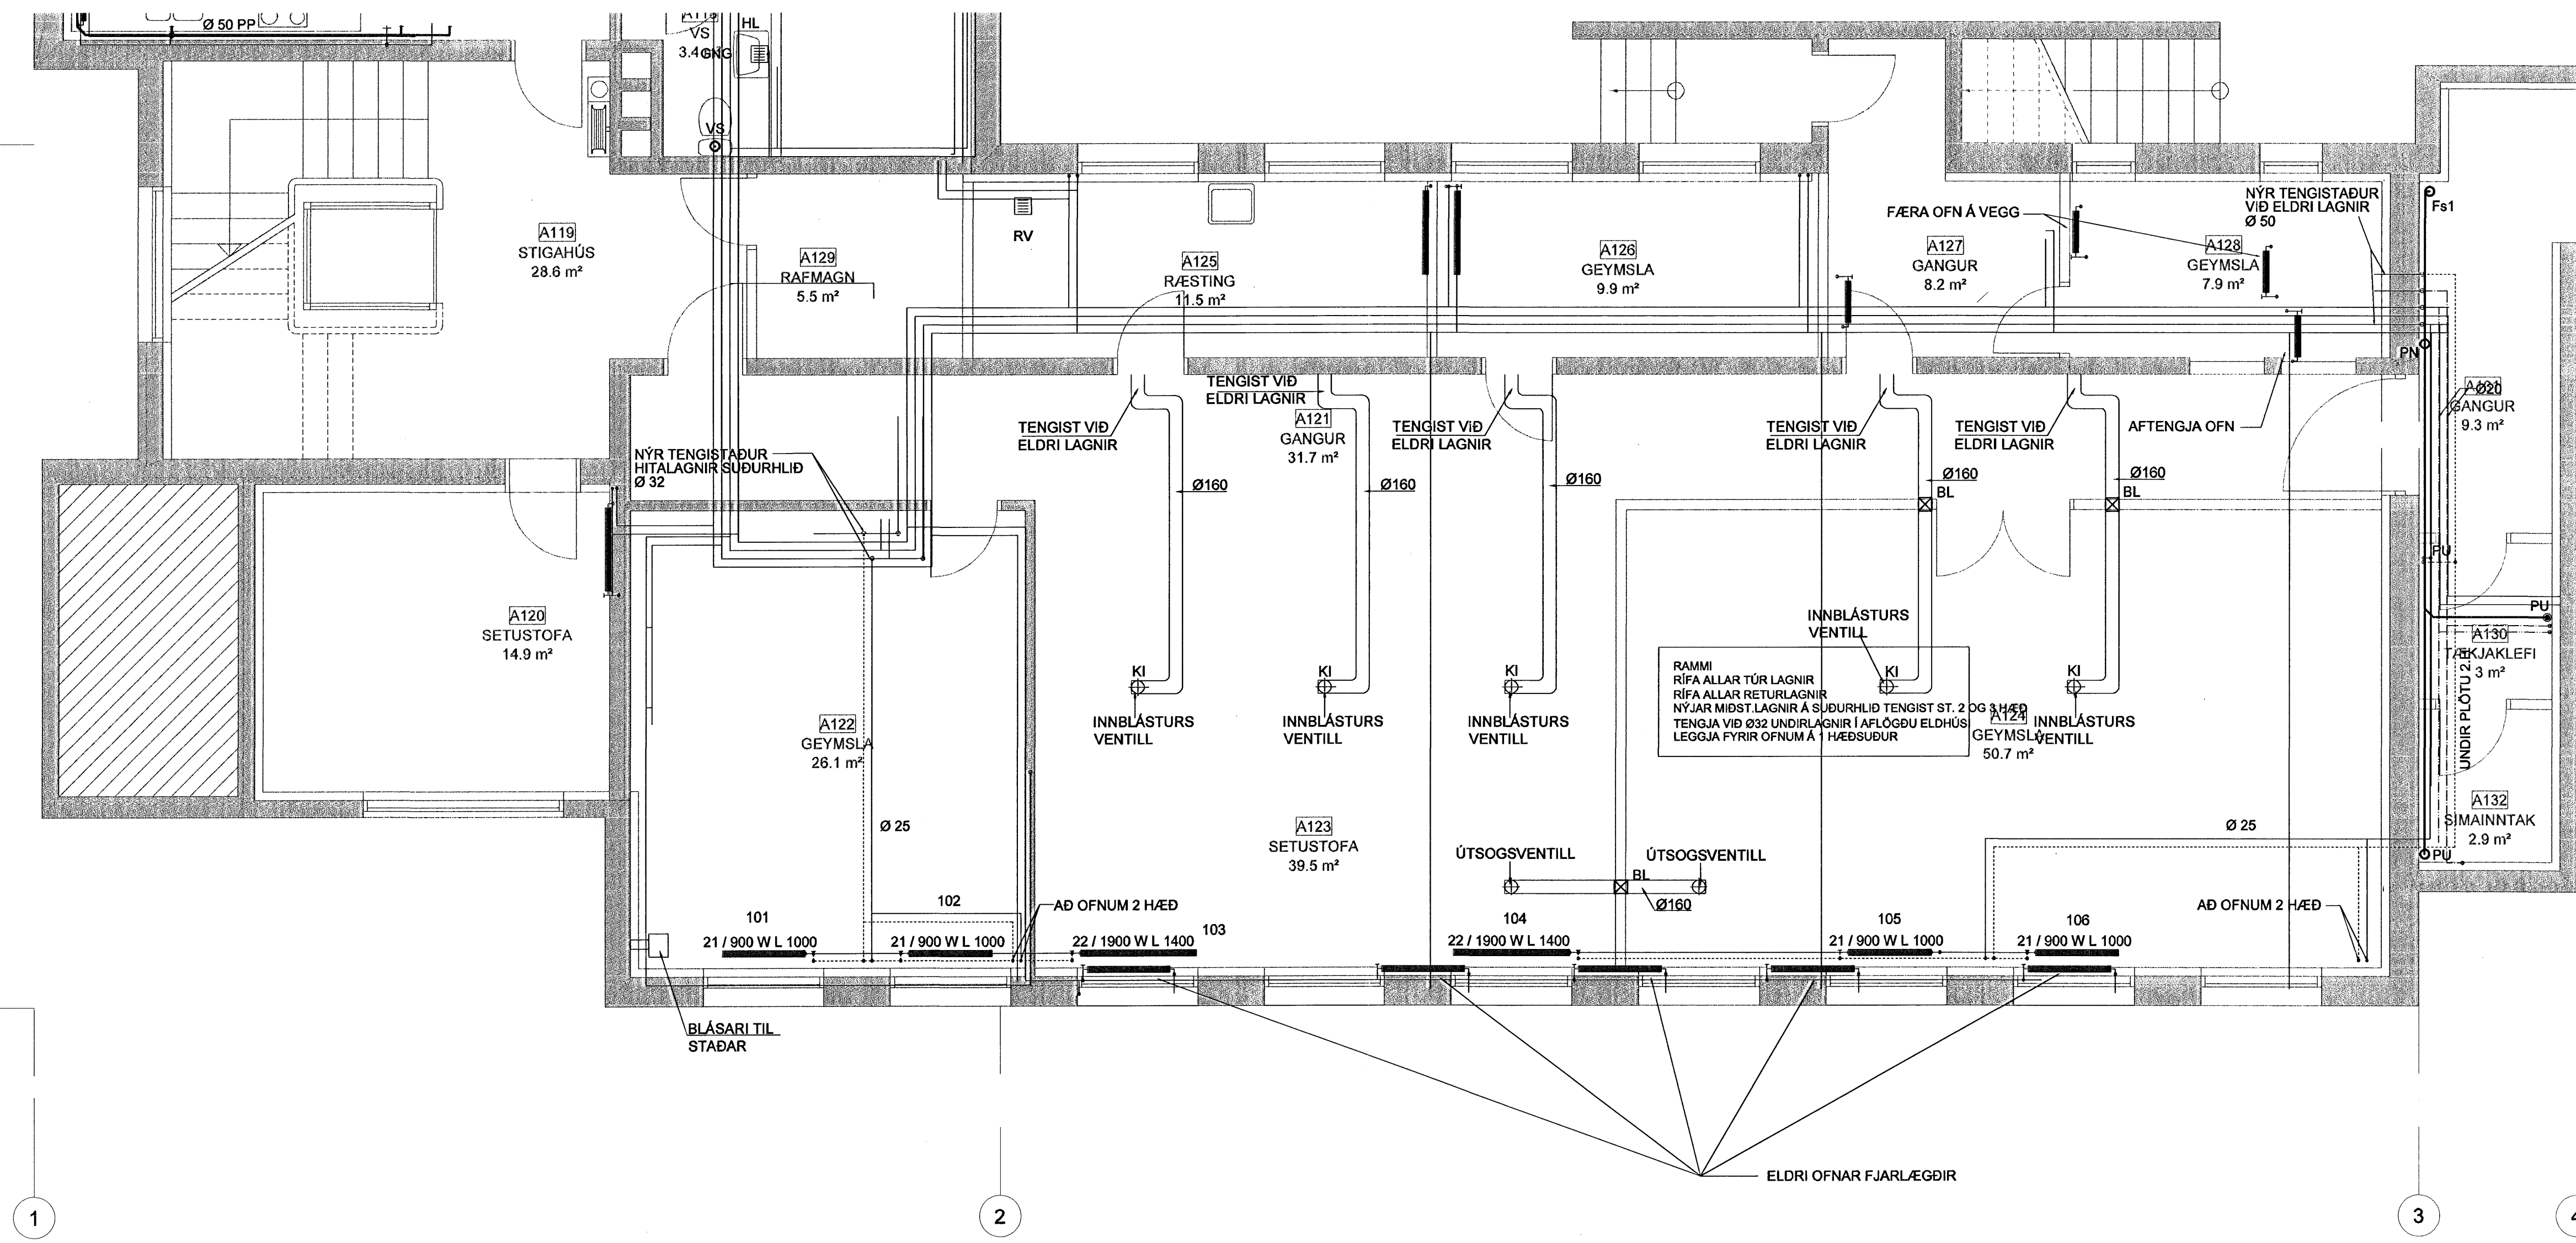 Ø 50 PP
HL
VS
3.4
GNG
VS
A119
STIGAHÚS
28.6 m²
A129
RAFMAGN
5.5 m²
RV
A125
RÆSTING
11.5 m²
A126
GEYMSLA
9.9 m²
FÆRA OFN Á VEGG
A127
GANGUR
8.2 m²
A128
GEYMSLA
7.9 m²
NÝR TENGISTAÐUR
VIÐ ELDRI LAGNIR
Ø 50
Fs1
PN
Ø20
GANGUR
9.3 m²
TENGIST VIÐ
ELDRI LAGNIR
TENGIST VIÐ
ELDRI LAGNIR
A121
GANGUR
31.7 m²
TENGIST VIÐ
ELDRI LAGNIR
TENGIST VIÐ
ELDRI LAGNIR
TENGIST VIÐ
ELDRI LAGNIR
AFTENGJA OFN
NÝR TENGISTAÐUR
HITALAGNIR SUÐURHLIÐ
Ø 32
Ø160
Ø160
Ø160
Ø160
BL
Ø160
BL
PU
PU
A120
SETUSTOFA
14.9 m²
INNBLÁSTURS
VENTILL
A130
TÆKJAKLEFI
3 m²
KI
KI
KI
KI
KI
RAMMI
RÍFA ALLAR TÚR LAGNIR
RÍFA ALLAR RETURLAGNIR
NÝJAR MIÐST.LAGNIR Á SUÐURHLIÐ TENGIST ST. 2 OG 3 HÆÐ
TENGJA VIÐ Ø32 UNDIRLAGNIR Í AFLÖGÐU ELDHÚSI
LEGGJA FYRIR OFNUM Á 1 HÆÐSUÐUR
INNBLÁSTURS
VENTILL
INNBLÁSTURS
VENTILL
INNBLÁSTURS
VENTILL
INNBLÁSTURS
VENTILL
A124
GEYMSLA
50.7 m²
UNDIR PLÖTU 2.H
A122
GEYMSLA
26.1 m²
A132
SIMAINNTAK
2.9 m²
Ø 25
A123
SETUSTOFA
39.5 m²
Ø 25
PU
ÚTSOGSVENTILL
ÚTSOGSVENTILL
BL
Ø160
101
21 / 900 W L 1000
102
21 / 900 W L 1000
AÐ OFNUM 2 HÆÐ
22 / 1900 W L 1400
103
104
22 / 1900 W L 1400
105
21 / 900 W L 1000
106
21 / 900 W L 1000
AÐ OFNUM 2 HÆÐ
BLÁSARI TIL
STAÐAR
ELDRI OFNAR FJARLÆGÐIR
1
2
3